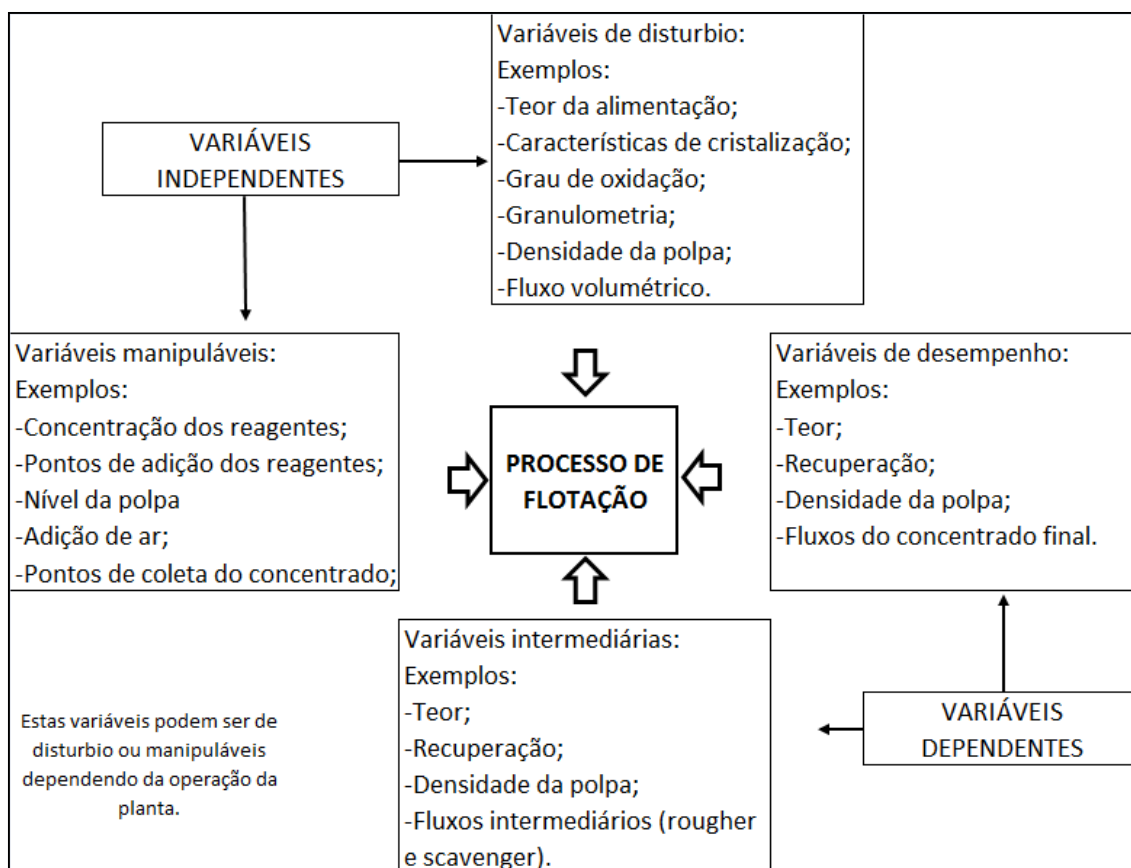 Variáveis de disturbio:
Exemplos:
-Teor da alimentação;
-Características de cristalização;
-Grau de oxidação;
-Granulometria;
-Densidade da polpa;
-Fluxo volumétrico.
VARIÁVEIS
INDEPENDENTES
Variáveis manipuláveis:
Exemplos:
-Concentração dos reagentes;
-Pontos de adição dos reagentes;
-Nível da polpa
-Adição de ar;
-Pontos de coleta do concentrado;
PROCESSO DE
FLOTAÇÃO
Variáveis de desempenho:
Exemplos:
-Teor;
-Recuperação;
-Densidade da polpa;
-Fluxos do concentrado final.
Variáveis intermediárias:
Exemplos:
-Teor;
-Recuperação;
-Densidade da polpa;
-Fluxos intermediários (rougher
e scavenger).
VARIÁVEIS
DEPENDENTES
Estas variáveis podem ser de
disturbio ou manipuláveis
dependendo da operação da
planta.